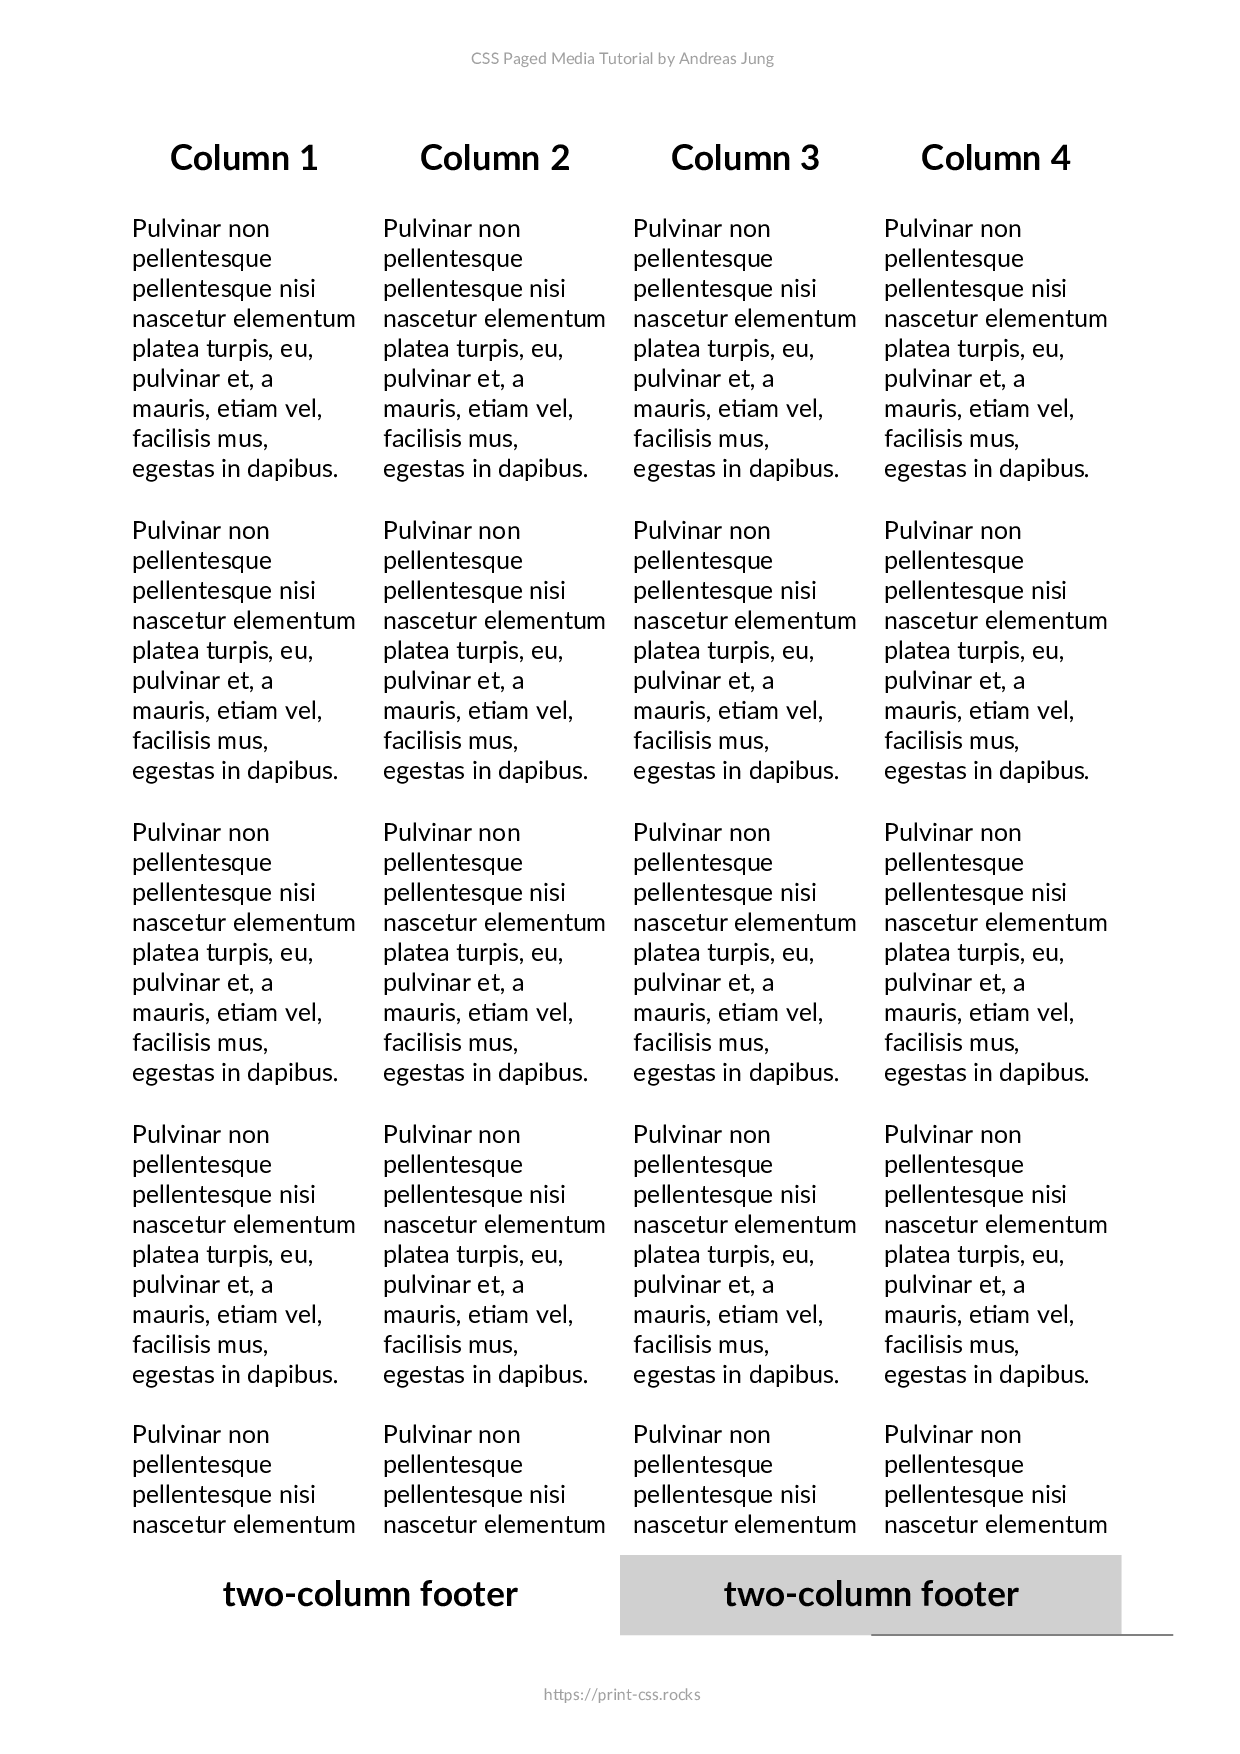 CSS Paged Media Tutorial by Andreas Jung
Column 1 Column 2 Column 3 Column 4
Pulvinar non Pulvinar non Pulvinar non Pulvinar non
pellentesque pellentesque pellentesque pellentesque
pellentesque nisi pellentesque nisi pellentesque nisi pellentesque nisi
nascetur elementum nascetur elementum nascetur elementum nascetur elementum
platea turpis, eu, platea turpis, eu, platea turpis, eu, platea turpis, eu,
pulvinar et, a pulvinar et, a pulvinar et, a pulvinar et, a
mauris, etiam vel, mauris, etiam vel, mauris, etiam vel, mauris, etiam vel,
facilisis mus, facilisis mus, facilisis mus, facilisis mus,
egestas in dapibus. egestas in dapibus. egestas in dapibus. egestas in dapibus.
Pulvinar non Pulvinar non Pulvinar non Pulvinar non
pellentesque pellentesque pellentesque pellentesque
pellentesque nisi pellentesque nisi pellentesque nisi pellentesque nisi
nascetur elementum nascetur elementum nascetur elementum nascetur elementum
platea turpis, eu, platea turpis, eu, platea turpis, eu, platea turpis, eu,
pulvinar et, a pulvinar et, a pulvinar et, a pulvinar et, a
mauris, etiam vel, mauris, etiam vel, mauris, etiam vel, mauris, etiam vel,
facilisis mus, facilisis mus, facilisis mus, facilisis mus,
egestas in dapibus. egestas in dapibus. egestas in dapibus. egestas in dapibus.
Pulvinar non Pulvinar non Pulvinar non Pulvinar non
pellentesque pellentesque pellentesque pellentesque
pellentesque nisi pellentesque nisi pellentesque nisi pellentesque nisi
nascetur elementum nascetur elementum nascetur elementum nascetur elementum
platea turpis, eu, platea turpis, eu, platea turpis, eu, platea turpis, eu,
pulvinar et, a pulvinar et, a pulvinar et, a pulvinar et, a
mauris, etiam vel, mauris, etiam vel, mauris, etiam vel, mauris, etiam vel,
facilisis mus, facilisis mus, facilisis mus, facilisis mus,
egestas in dapibus. egestas in dapibus. egestas in dapibus. egestas in dapibus.
Pulvinar non Pulvinar non Pulvinar non Pulvinar non
pellentesque pellentesque pellentesque pellentesque
pellentesque nisi pellentesque nisi pellentesque nisi pellentesque nisi
nascetur elementum nascetur elementum nascetur elementum nascetur elementum
platea turpis, eu, platea turpis, eu, platea turpis, eu, platea turpis, eu,
pulvinar et, a pulvinar et, a pulvinar et, a pulvinar et, a
mauris, etiam vel, mauris, etiam vel, mauris, etiam vel, mauris, etiam vel,
facilisis mus, facilisis mus, facilisis mus, facilisis mus,
egestas in dapibus. egestas in dapibus. egestas in dapibus. egestas in dapibus.
Pulvinar non Pulvinar non Pulvinar non Pulvinar non
pellentesque pellentesque pellentesque pellentesque
pellentesque nisi pellentesque nisi pellentesque nisi pellentesque nisi
nascetur elementum nascetur elementum nascetur elementum nascetur elementum
two-column footer two-column footer
https://print-css.rocks